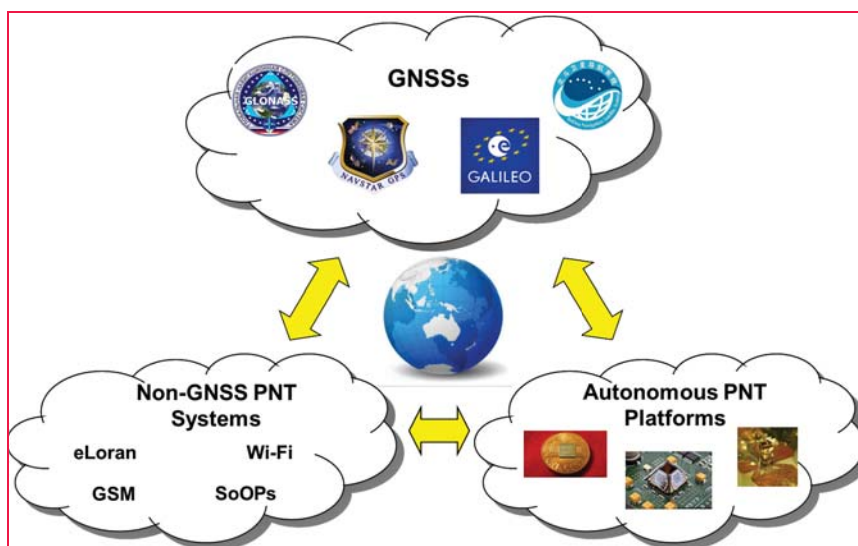 GNSSs
GLONASS
NAVSTAR GPS
GALILEO
Non-GNSS PNT
Systems
eLoran Wi-Fi
GSM SoOPs
Autonomous PNT
Platforms